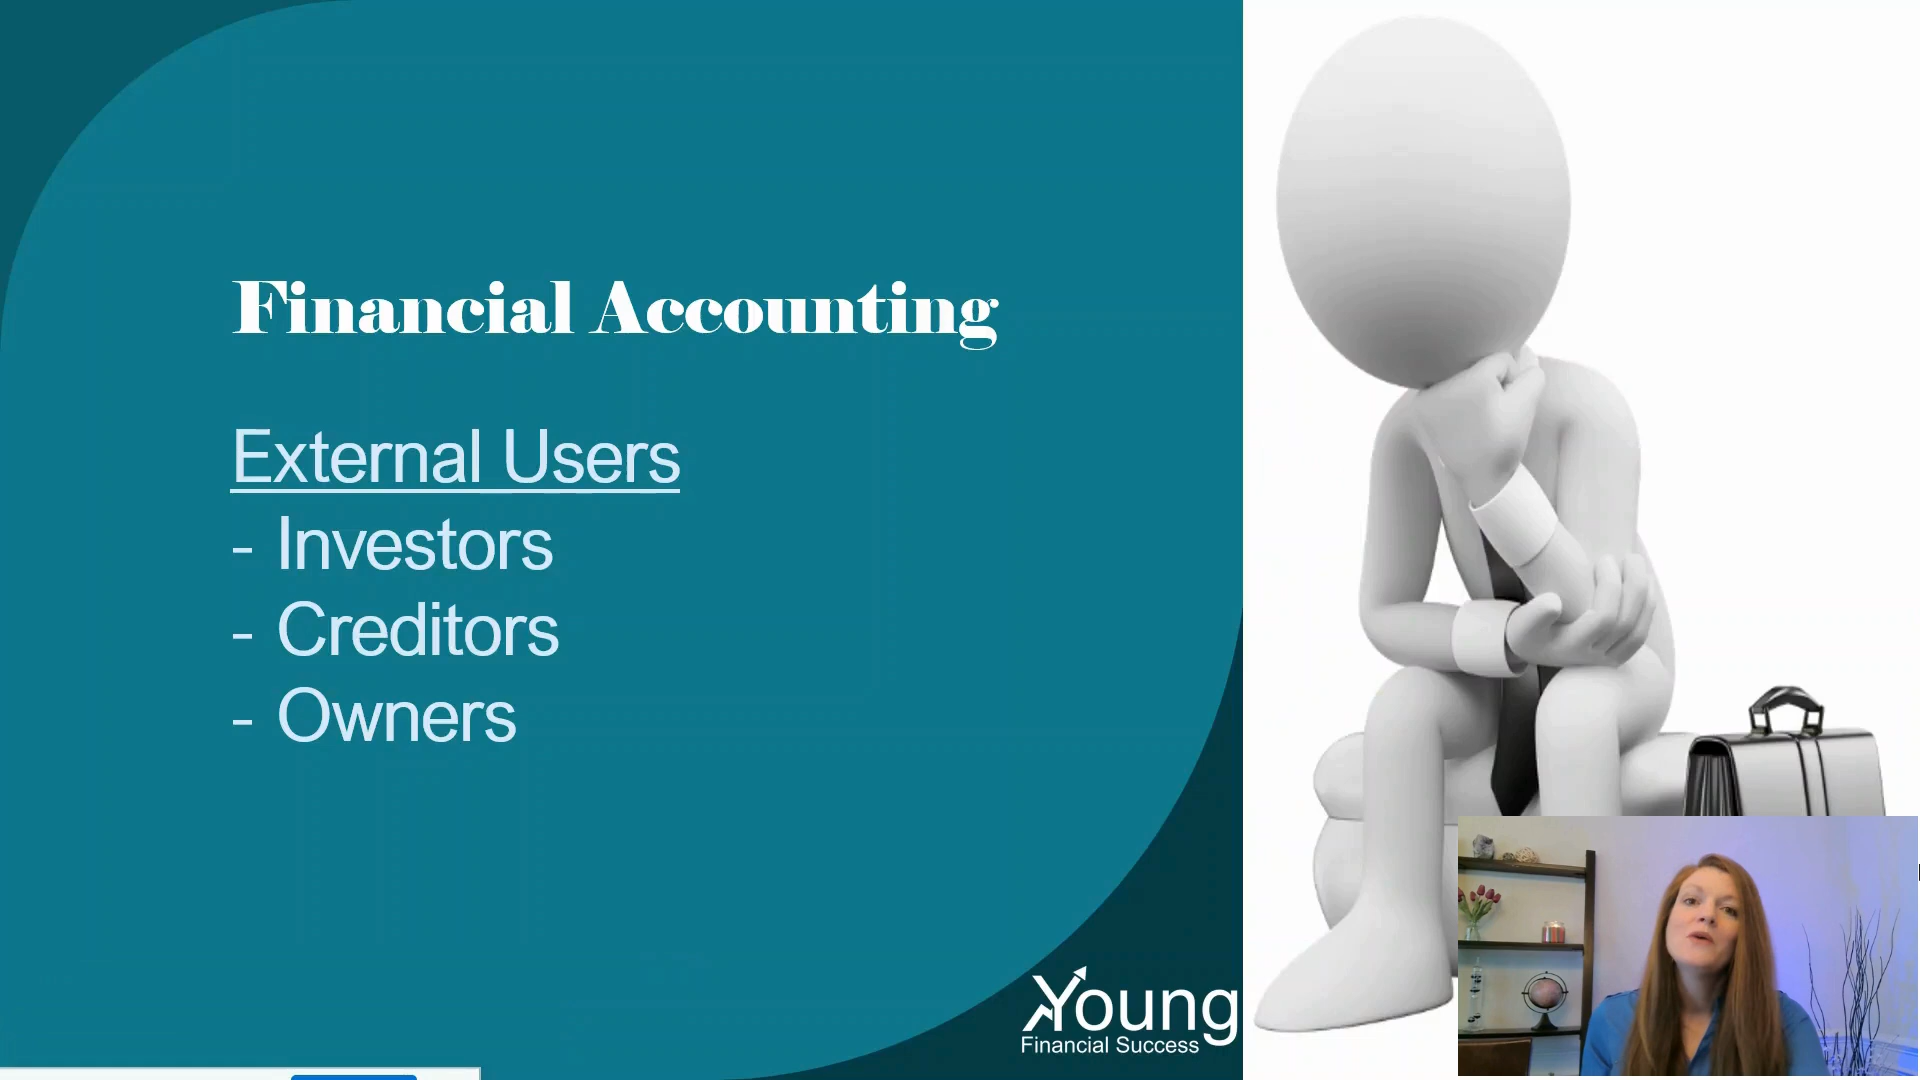 Financial Accounting
External Users
- Investors
- Creditors
- Owners
Young
Financial Success